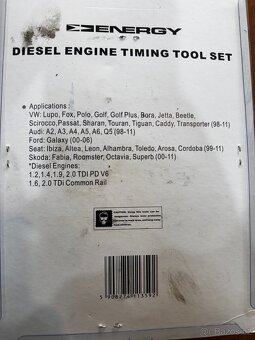 ENERGY
DIESEL ENGINE TIMING TOOL SET
• Applications :
VW: Lupo, Fox, Polo, Golf, Golf Plus, Bora, Jetta, Beetle,
Scirocco,Passat, Sharan, Touran, Tiguan, Caddy, Transporter (98-11)
Audi: A2, A3, A4, A5, A6, Q5 (98-11)
Ford: Galaxy (00-06)
Seat: Ibiza, Altea, Leon, Alhambra, Toledo, Arosa, Cordoba (99-11)
Skoda: Fabia, Roomster, Octavia, Superb (00-11)
*Diesel Engines:
1.2,1.4,1.9, 2.0 TDI PD V6
1.6, 2.0 TDI Common Rail
5 908274 113592